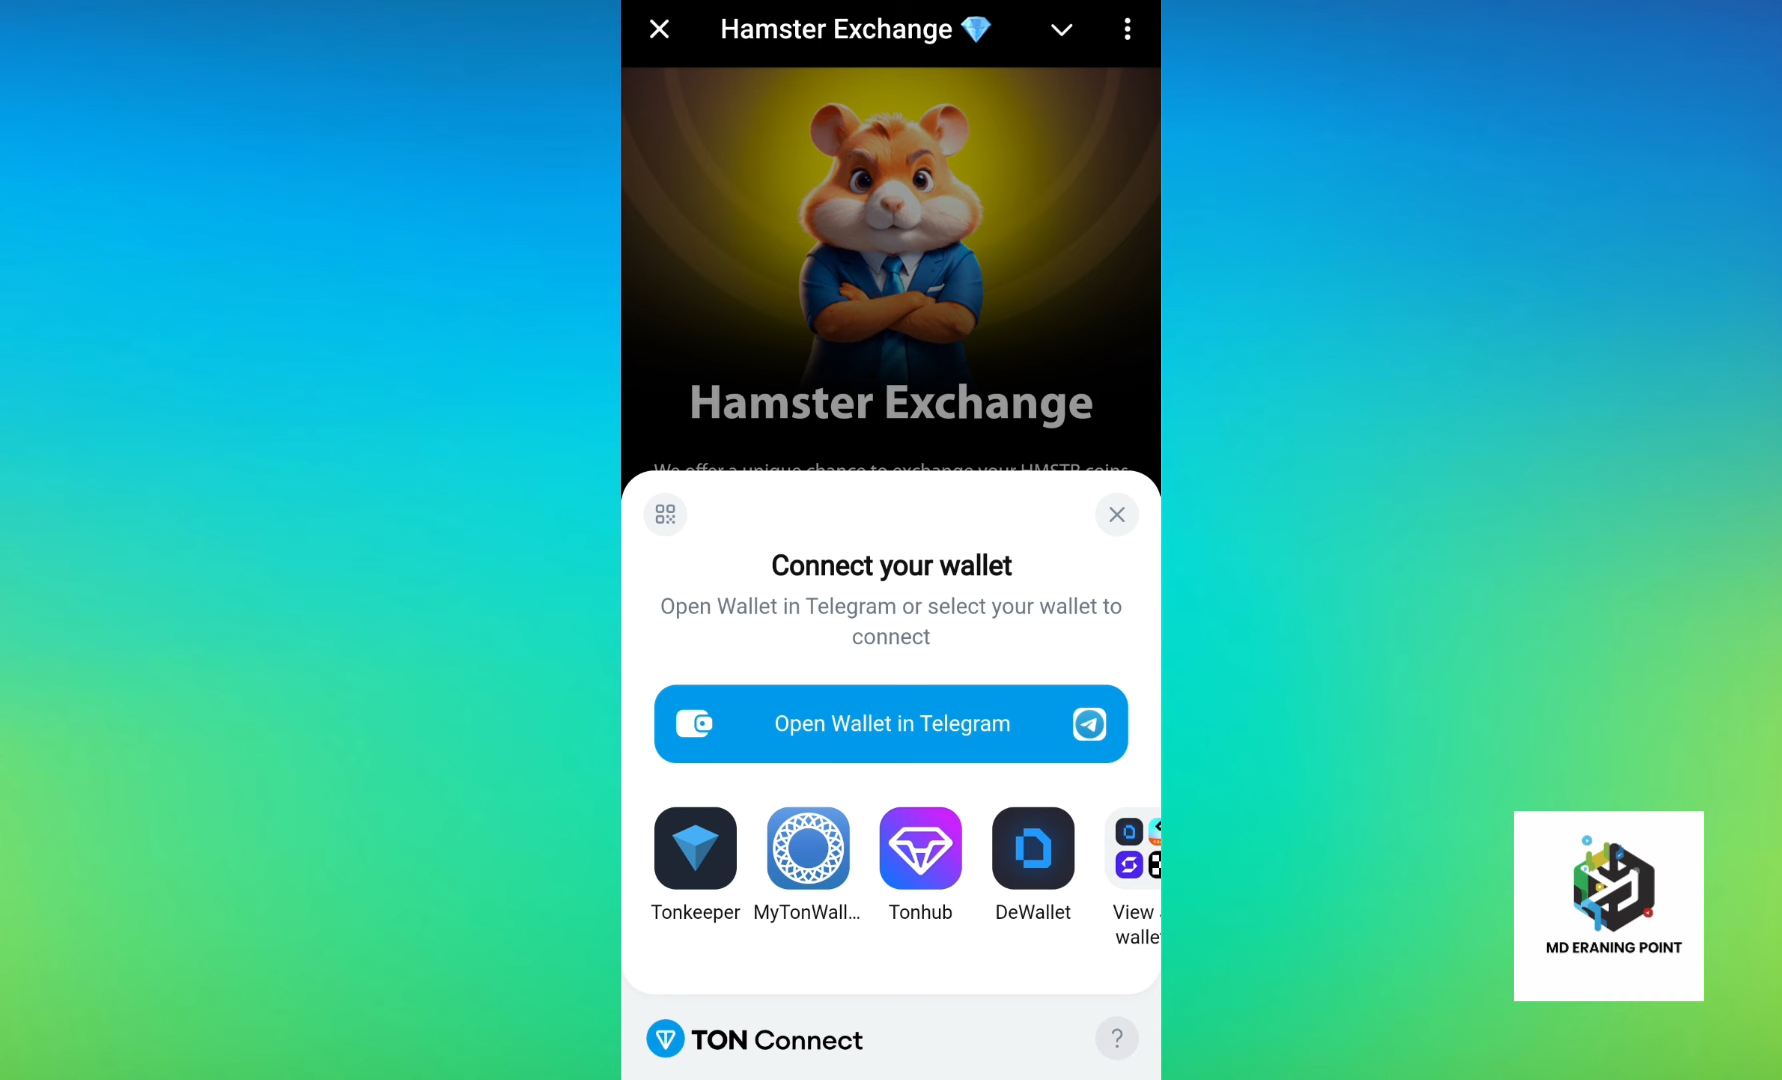 Hamster Exchange
Hamster Exchange
We offer a unique chance to exchange your HMSTR coins
Connect your wallet
Open Wallet in Telegram or select your wallet to
connect
Open Wallet in Telegram
Tonkeeper
MyTonWall...
Tonhub
DeWallet
View
walle
TON Connect
?
MD ERANING POINT